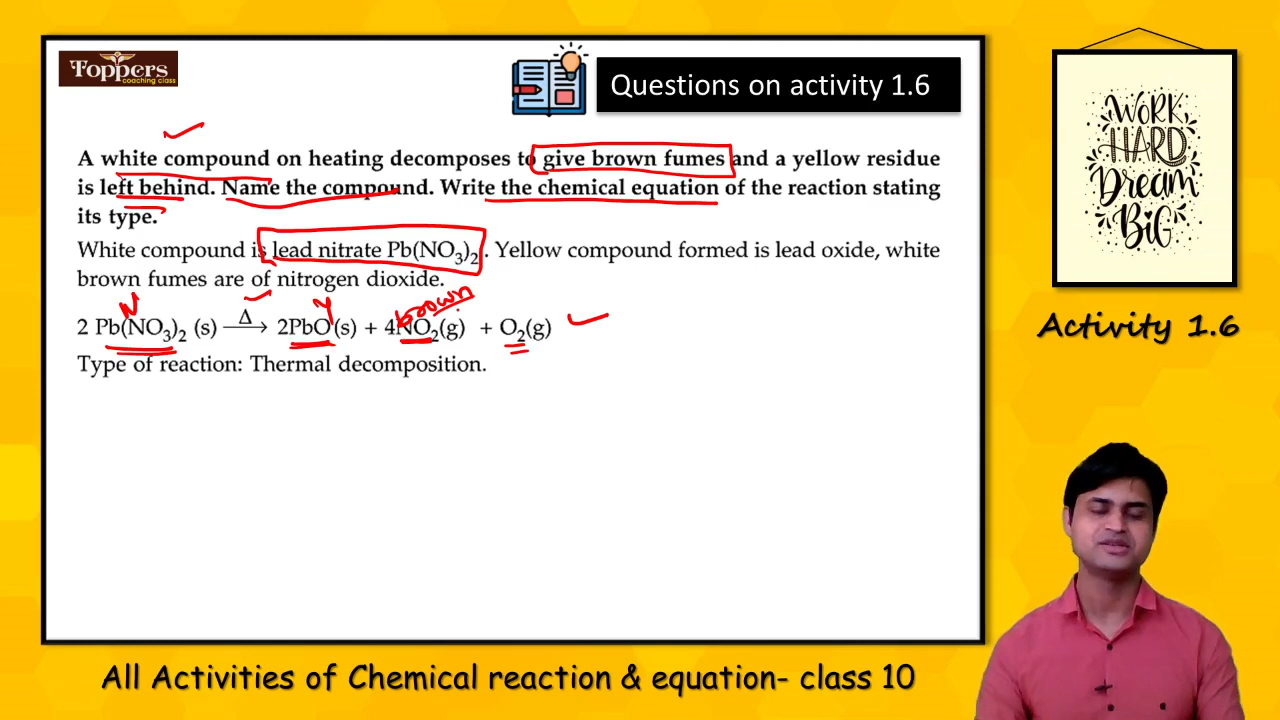 Toppers
coaching class
Questions on activity 1.6
A white compound on heating decomposes to give brown fumes and a yellow residue
is left behind. Name the compound. Write the chemical equation of the reaction stating
its type.
White compound is lead nitrate Pb(NO₃)₂. Yellow compound formed is lead oxide, white
brown fumes are of nitrogen dioxide.
N Y brown
2 Pb(NO₃)₂ (s) —Δ→ 2PbO(s) + 4NO₂(g) + O₂(g)
Type of reaction: Thermal decomposition.
WORK
HARD
Dream
BIG
Activity 1.6
All Activities of Chemical reaction & equation- class 10